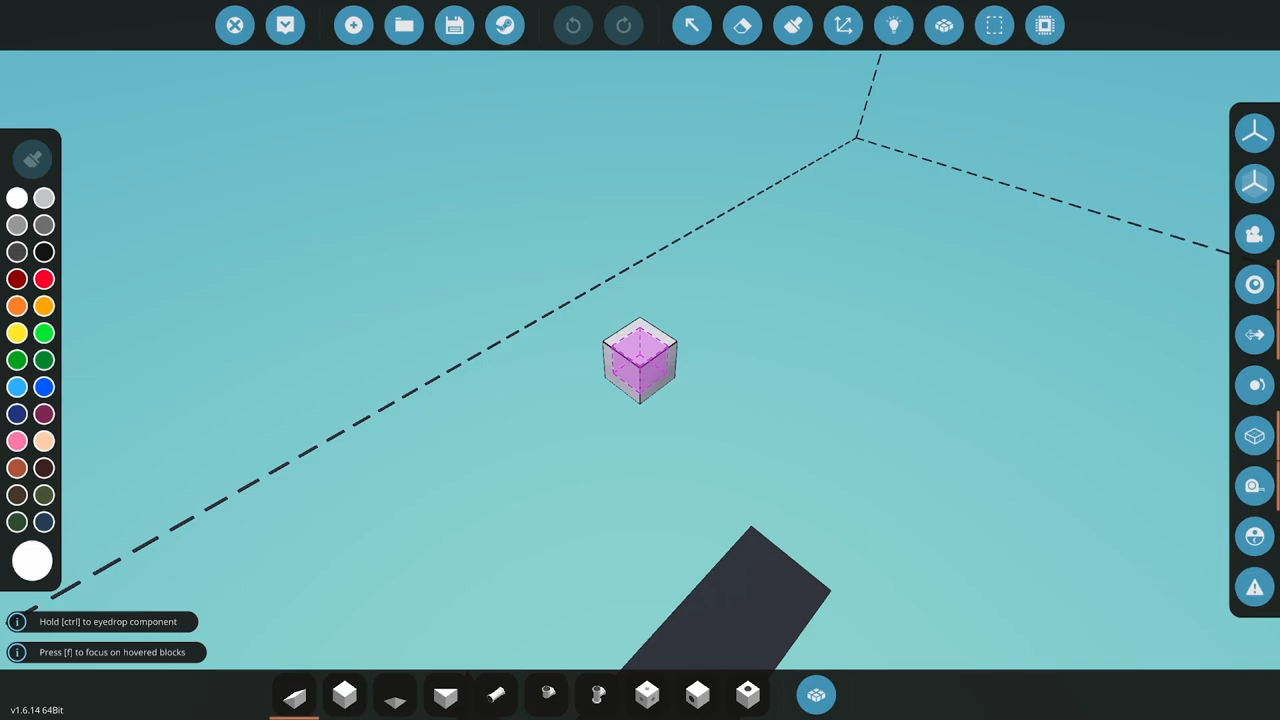 Hold [ctrl] to eyedrop component
Press [f] to focus on hovered blocks
v1.6.14 64Bit